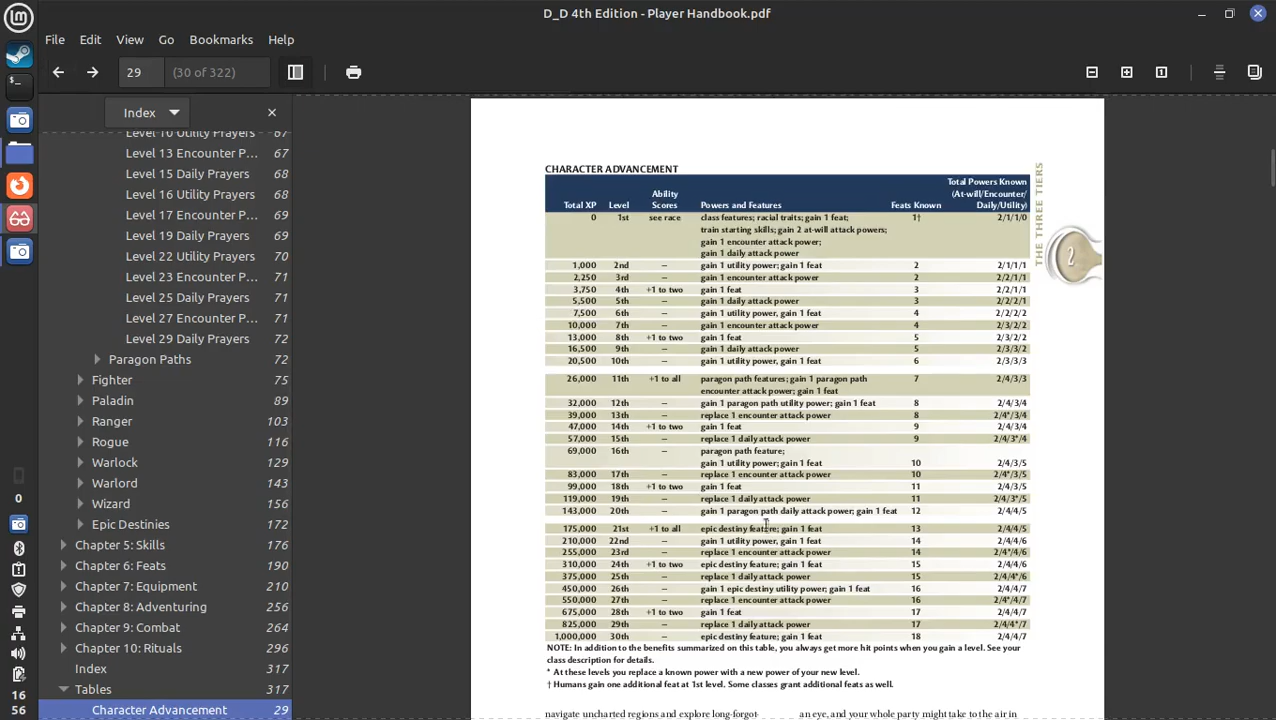 D_D 4th Edition - Player Handbook.pdf
File Edit View Go Bookmarks Help
29 (30 of 322)
Index
Level 10 Utility Prayers 67
Level 13 Encounter P... 67
Level 15 Daily Prayers 68
Level 16 Utility Prayers 68
Level 17 Encounter P... 69
Level 19 Daily Prayers 69
Level 22 Utility Prayers 70
Level 23 encounter P... 71
Level 25 Daily Prayers 71
Level 27 Encounter P... 71
Level 29 Daily Prayers 72
Paragon Paths 72
Fighter 75
Paladin 89
Ranger 103
Rogue 116
Warlock 129
Warlord 143
Wizard 156
Epic Destinies 172
Chapter 5: Skills 176
Chapter 6: Feats 190
Chapter 7: Equipment 210
Chapter 8: Adventuring 256
Chapter 9: Combat 264
Chapter 10: Rituals 296
Index 317
Tables 317
Character Advancement 29
0
16
56
CHARACTER ADVANCEMENT
Total Powers Known
Ability (At-will/Encounter/
Total XP Level Scores Powers and Features Feats Known Daily/Utility)
0 1st see race class features; racial traits; gain 1 feat; 1† 2/1/1/0
train starting skills; gain 2 at-will attack powers;
gain 1 encounter attack power;
gain 1 daily attack power
1,000 2nd — gain 1 utility power; gain 1 feat 2 2/1/1/1
2,250 3rd — gain 1 encounter attack power 2 2/2/1/1
3,750 4th +1 to two gain 1 feat 3 2/2/1/1
5,500 5th — gain 1 daily attack power 3 2/2/2/1
7,500 6th — gain 1 utility power, gain 1 feat 4 2/2/2/2
10,000 7th — gain 1 encounter attack power 4 2/3/2/2
13,000 8th +1 to two gain 1 feat 5 2/3/2/2
16,500 9th — gain 1 daily attack power 5 2/3/3/2
20,500 10th — gain 1 utility power, gain 1 feat 6 2/3/3/3
26,000 11th +1 to all paragon path features; gain 1 paragon path 7 2/4/3/3
encounter attack power; gain 1 feat
32,000 12th — gain 1 paragon path utility power; gain 1 feat 8 2/4/3/4
39,000 13th — replace 1 encounter attack power 8 2/4*/3/4
47,000 14th +1 to two gain 1 feat 9 2/4/3/4
57,000 15th — replace 1 daily attack power 9 2/4/3*/4
69,000 16th — paragon path feature;
gain 1 utility power; gain 1 feat 10 2/4/3/5
83,000 17th — replace 1 encounter attack power 10 2/4*/3/5
99,000 18th +1 to two gain 1 feat 11 2/4/3/5
119,000 19th — replace 1 daily attack power 11 2/4/3*/5
143,000 20th — gain 1 paragon path daily attack power; gain 1 feat 12 2/4/4/5
175,000 21st +1 to all epic destiny feature; gain 1 feat 13 2/4/4/5
210,000 22nd — gain 1 utility power, gain 1 feat 14 2/4/4/6
255,000 23rd — replace 1 encounter attack power 14 2/4*/4/6
310,000 24th +1 to two epic destiny feature; gain 1 feat 15 2/4/4/6
375,000 25th — replace 1 daily attack power 15 2/4/4*/6
450,000 26th — gain 1 epic destiny utility power; gain 1 feat 16 2/4/4/7
550,000 27th — replace 1 encounter attack power 16 2/4*/4/7
675,000 28th +1 to two gain 1 feat 17 2/4/4/7
825,000 29th — replace 1 daily attack power 17 2/4/4*/7
1,000,000 30th — epic destiny feature; gain 1 feat 18 2/4/4/7
NOTE: In addition to the benefits summarized on this table, you always get more hit points when you gain a level. See your
class description for details.
* At these levels you replace a known power with a new power of your new level.
† Humans gain one additional feat at 1st level. Some classes grant additional feats as well.
navigate uncharted regions and explore long-forgot-
an eye, and your whole party might take to the air in
THE THREE TIERS
2